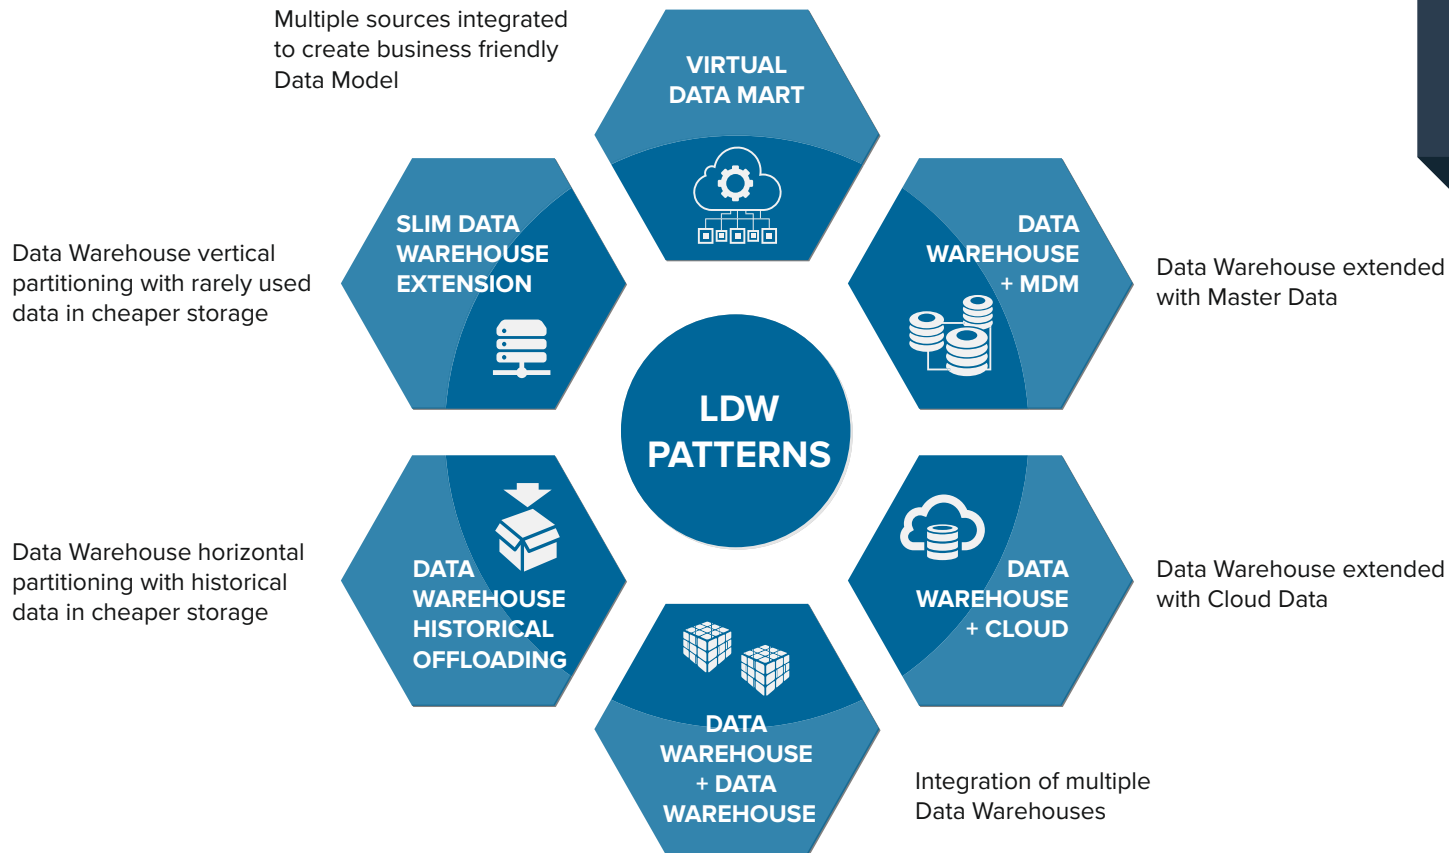 Multiple sources integrated
to create business friendly
Data Model
VIRTUAL
DATA MART
SLIM DATA
WAREHOUSE
EXTENSION
Data Warehouse vertical
partitioning with rarely used
data in cheaper storage
DATA
WAREHOUSE
+ MDM
Data Warehouse extended
with Master Data
LDW
PATTERNS
Data Warehouse horizontal
partitioning with historical
data in cheaper storage
DATA
WAREHOUSE
HISTORICAL
OFFLOADING
DATA
WAREHOUSE
+ CLOUD
Data Warehouse extended
with Cloud Data
DATA
WAREHOUSE
+ DATA
WAREHOUSE
Integration of multiple
Data Warehouses